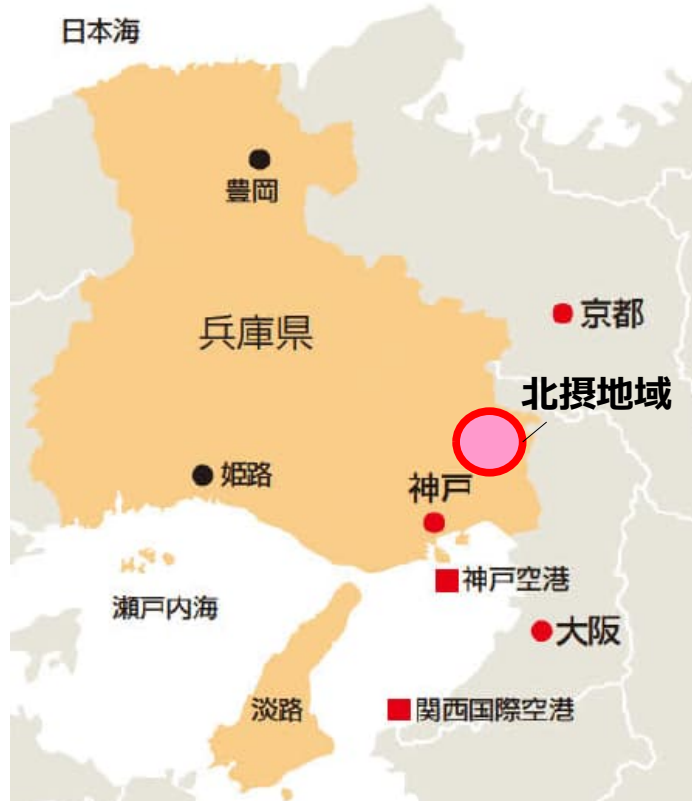 日本海
豊岡
京都
兵庫県
北摂地域
姫路
神戸
神戸空港
瀬戸内海
大阪
淡路
関西国際空港